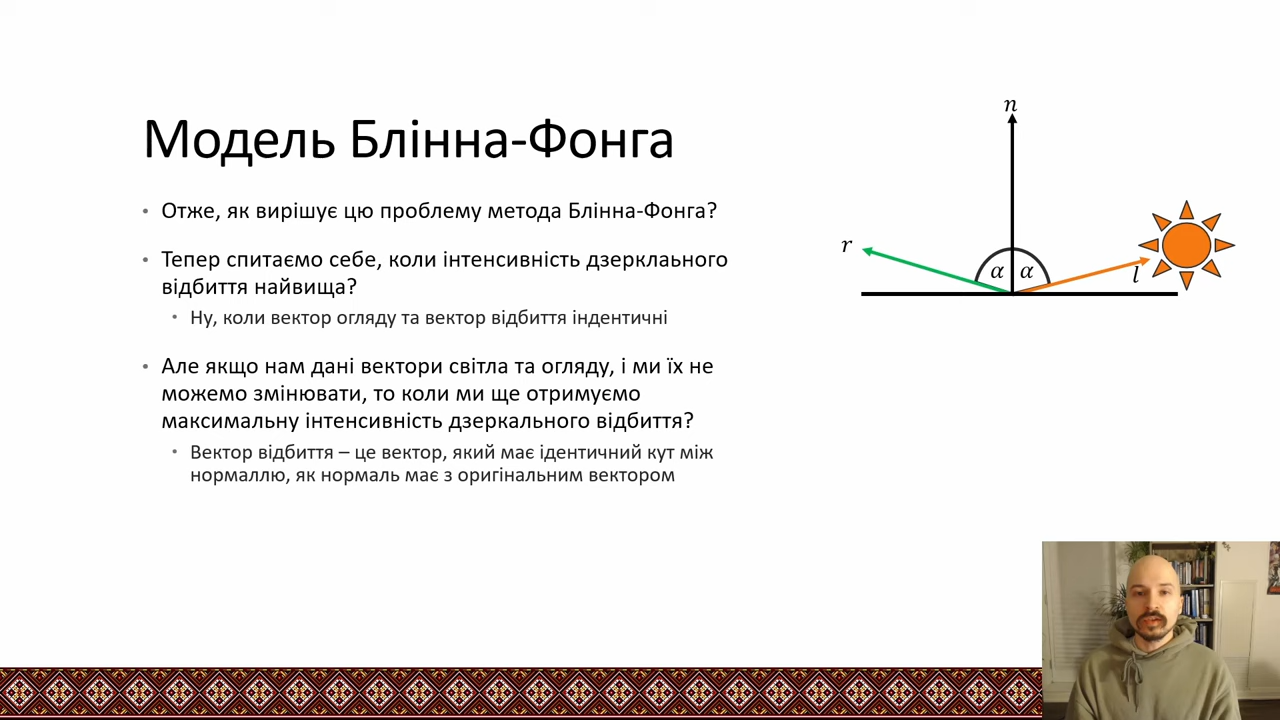 Модель Блінна-Фонга
• Отже, як вирішує цю проблему метода Блінна-Фонга?
• Тепер спитаємо себе, коли інтенсивність дзерклаьного
відбиття найвища?
• Ну, коли вектор огляду та вектор відбиття індентичні
• Але якщо нам дані вектори світла та огляду, і ми їх не
можемо змінювати, то коли ми ще отримуємо
максимальну інтенсивність дзеркального відбиття?
• Вектор відбиття – це вектор, який має ідентичний кут між
нормаллю, як нормаль має з оригінальним вектором
n
r
α α
l